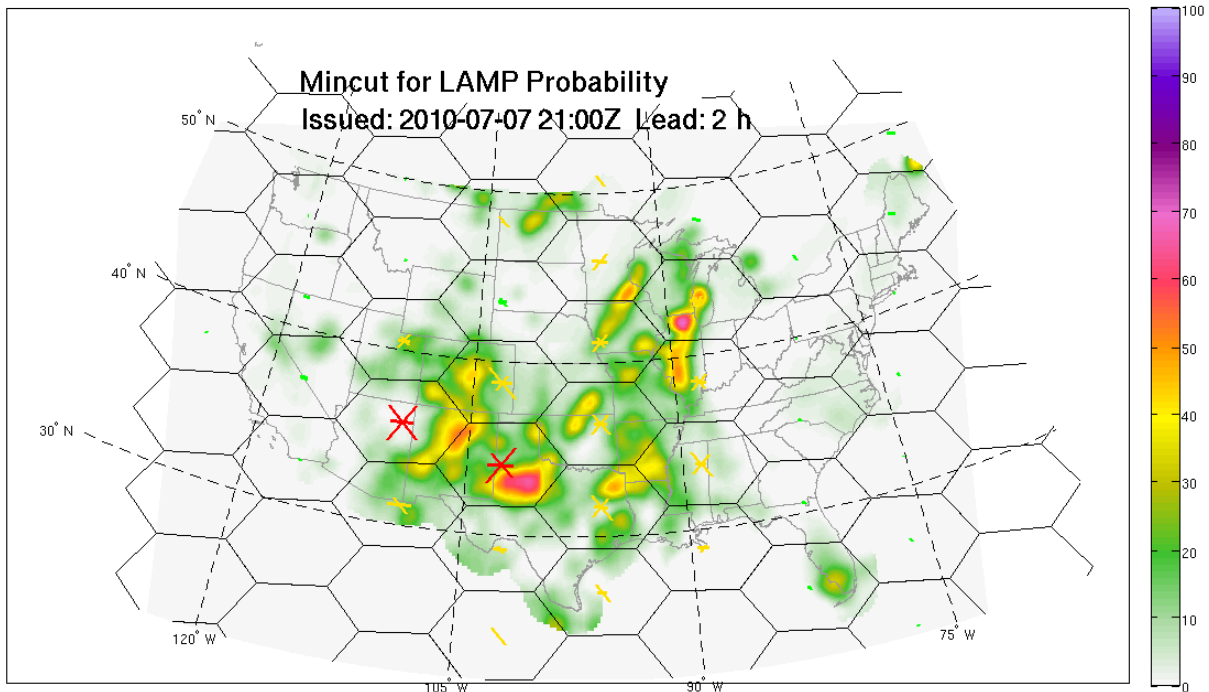 Mincut for LAMP Probability
Issued: 2010-07-07 21:00Z Lead: 2 h
50° N
40° N
30° N
120° W
105° W
90° W
75° W
100
90
80
70
60
50
40
30
20
10
0